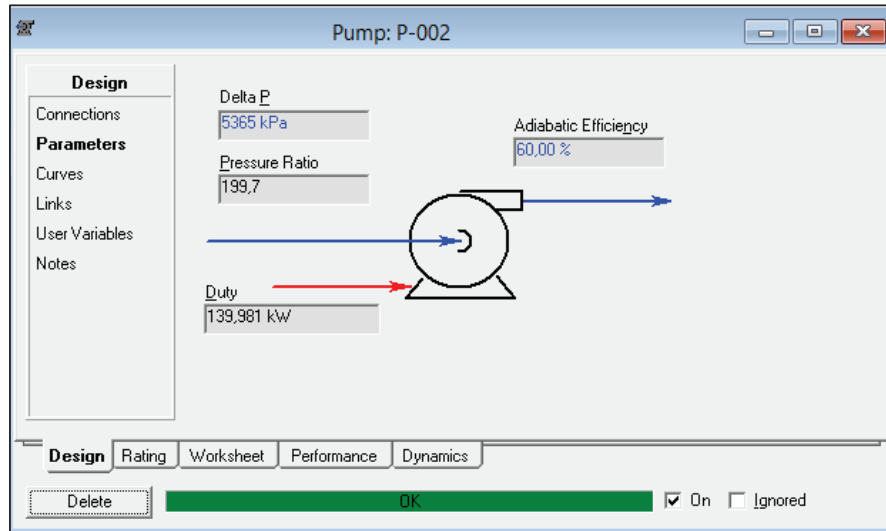 Pump: P-002
Design
Connections
Parameters
Curves
Links
User Variables
Notes
Delta P
5365 kPa
Pressure Ratio
199,7
Adiabatic Efficiency
60,00 %
Duty
139,981 kW
Design Rating Worksheet Performance Dynamics
Delete OK On Ignored